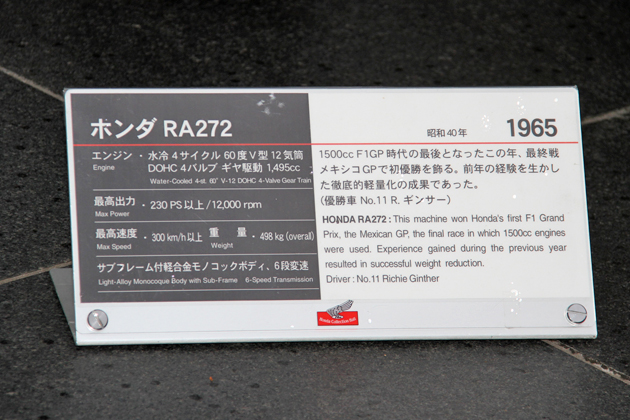 ホンダ RA272
エンジン・水冷4サイクル 60度V型12気筒
Engine DOHC 4バルブ ギヤ駆動 1,495cc
Water-Cooled 4-st. 60° V-12 DOHC 4-Valve Gear Train
最高出力 ・230 PS以上/12,000 rpm
Max Power
最高速度 ・300 km/h以上 重量 ・498 kg (overall)
Max Speed Weight
サブフレーム付軽合金モノコックボディ、6段変速
Light-Alloy Monocoque Body with Sub-Frame 6-Speed Transmission
昭和40年 1965
1500cc F1GP時代の最後となったこの年、最終戦
メキシコGPで初優勝を飾る。前年の経験を生かし
た徹底的軽量化の成果であった。
(優勝車 No.11 R. ギンサー)
HONDA RA272 : This machine won Honda's first F1 Grand
Prix, the Mexican GP, the final race in which 1500cc engines
were used. Experience gained during the previous year
resulted in successful weight reduction.
Driver : No.11 Richie Ginther
Honda Collection Hall